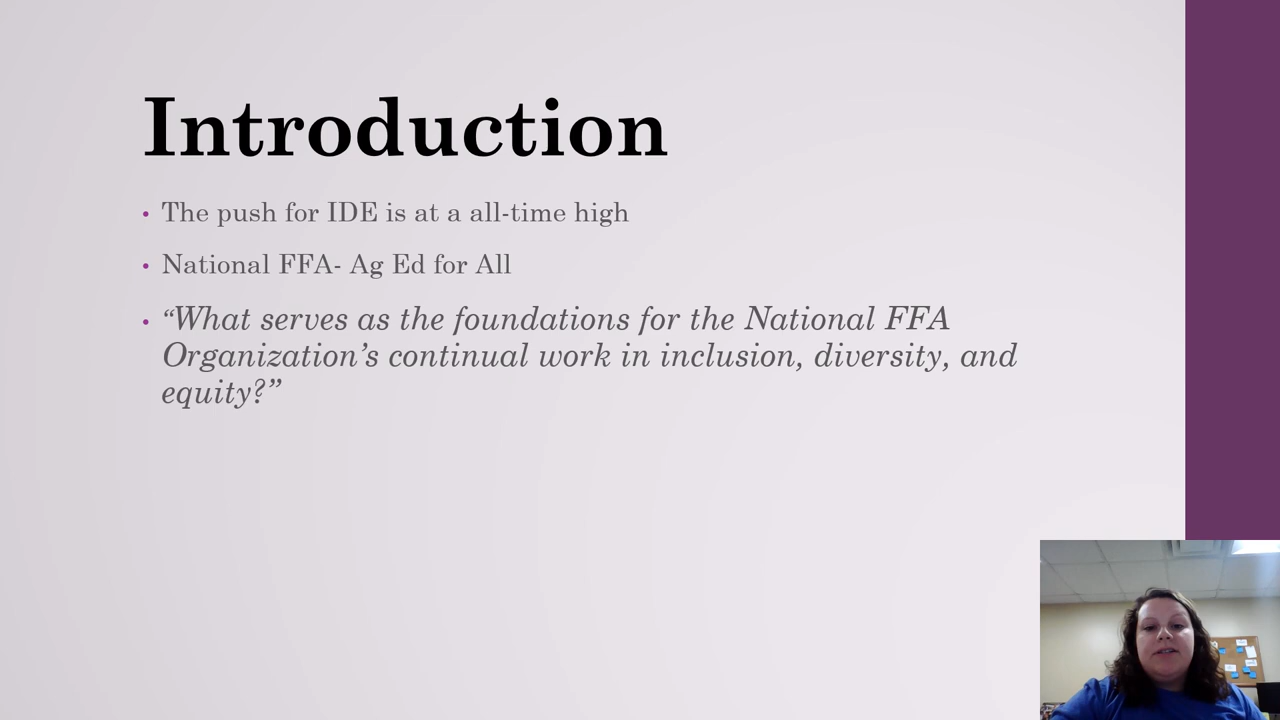 Introduction
• The push for IDE is at a all-time high
• National FFA- Ag Ed for All
• “What serves as the foundations for the National FFA
Organization’s continual work in inclusion, diversity, and
equity?”